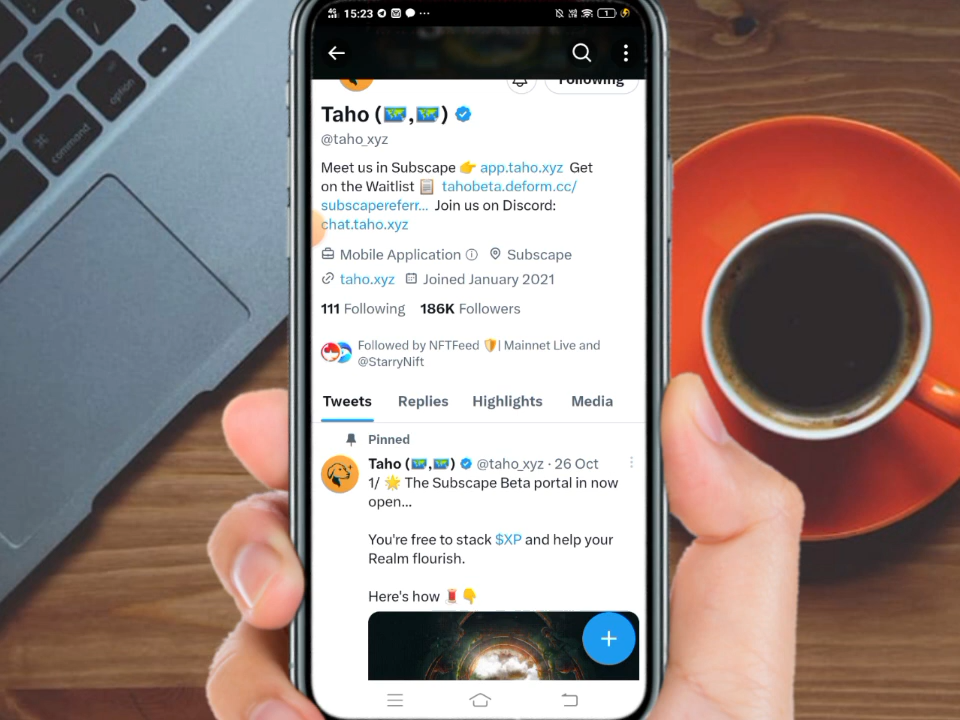 4G 15:23
1
Following
Taho (🗺️,🗺️)
@taho_xyz
Meet us in Subscape 👉 app.taho.xyz Get
on the Waitlist 📋 tahobeta.deform.cc/
subscapereferr... Join us on Discord:
chat.taho.xyz
Mobile Application ⓘ Subscape
taho.xyz Joined January 2021
111 Following 186K Followers
Followed by NFTFeed 🛡️| Mainnet Live and
@StarryNift
Tweets Replies Highlights Media
Pinned
Taho (🗺️,🗺️) @taho_xyz · 26 Oct
1/ 🌟 The Subscape Beta portal in now
open...
You're free to stack $XP and help your
Realm flourish.
Here's how 🧵👇
option
⌘
command